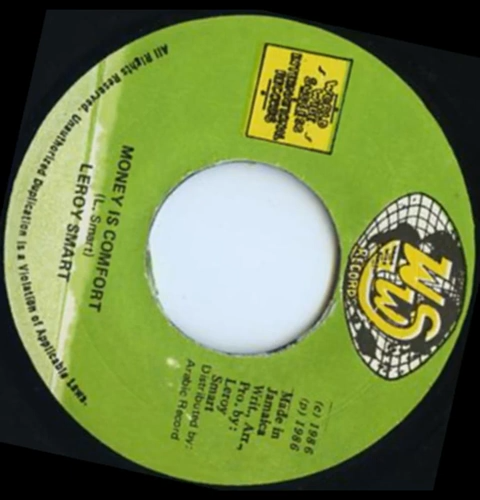 RECORD
(c) 1986
(p) 1986
Made in
Jamaica
Writ., Arr.,
Pro. by:
Leroy
Smart
Distributed by:
Arabic Record
MONEY IS COMFORT
(L. Smart)
LEROY SMART
All Rights Reserved. Unauthorized Duplication is a Violation of Applicable Laws.